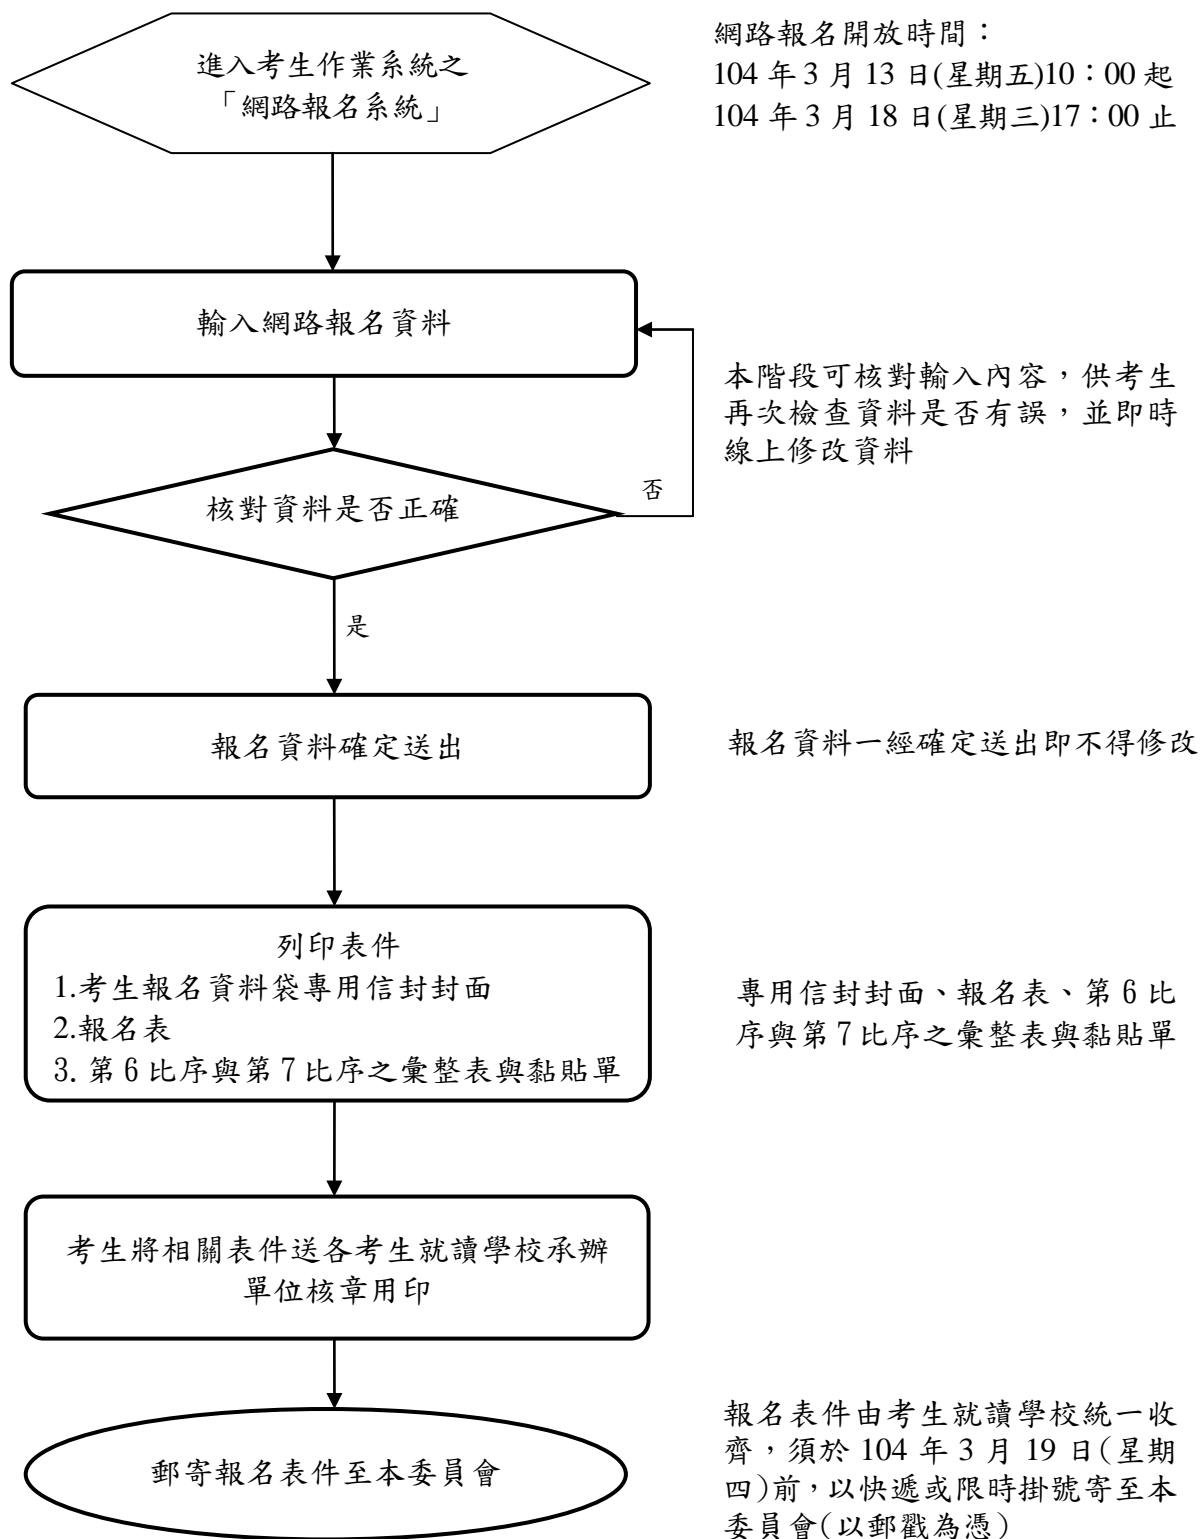 進入考生作業系統之
「網路報名系統」
網路報名開放時間：
104 年 3 月 13 日(星期五)10：00 起
104 年 3 月 18 日(星期三)17：00 止
輸入網路報名資料
本階段可核對輸入內容，供考生
再次檢查資料是否有誤，並即時
線上修改資料
核對資料是否正確
否
是
報名資料確定送出
報名資料一經確定送出即不得修改
列印表件
1.考生報名資料袋專用信封封面
2.報名表
3. 第 6 比序與第 7 比序之彙整表與黏貼單
專用信封封面、報名表、第 6 比
序與第 7 比序之彙整表與黏貼單
考生將相關表件送各考生就讀學校承辦
單位核章用印
郵寄報名表件至本委員會
報名表件由考生就讀學校統一收
齊，須於 104 年 3 月 19 日(星期
四)前，以快遞或限時掛號寄至本
委員會(以郵戳為憑)